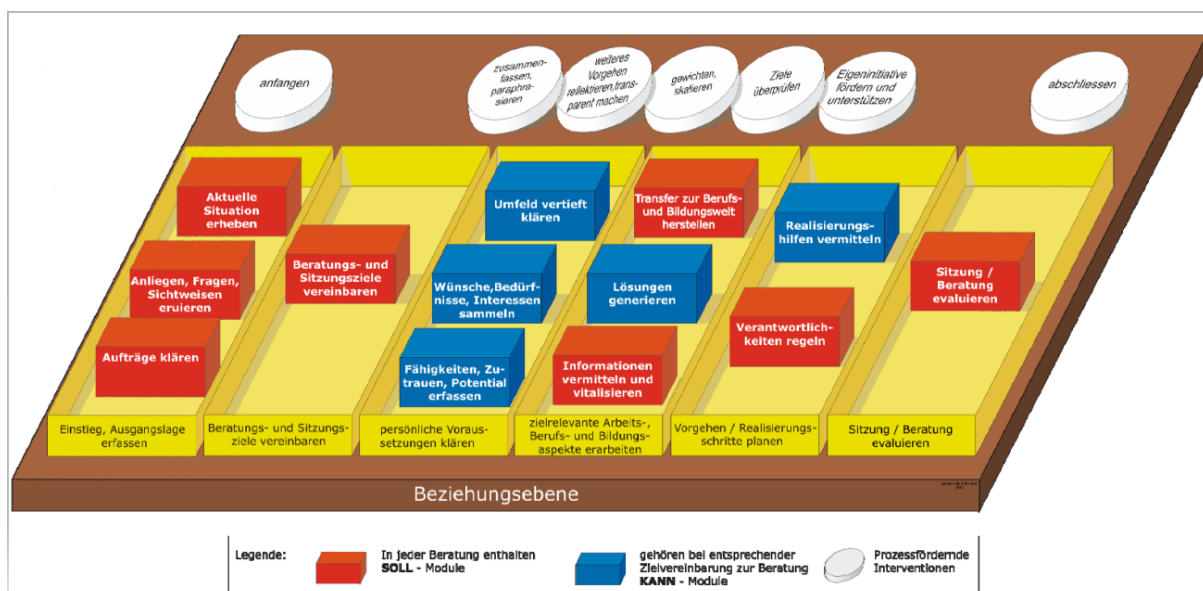 anfangen
zusammen-
fassen,
paraphra-
sieren
weiteres
Vorgehen
reflektieren,trans-
parent machen
gewichten,
skalieren
Ziele
überprüfen
Eigeninitiative
fördern und
unterstützen
abschliessen
Aktuelle
Situation
erheben
Anliegen, Fragen,
Sichtweisen
eruieren
Aufträge klären
Beratungs- und
Sitzungsziele
vereinbaren
Umfeld vertieft
klären
Wünsche,Bedürf-
nisse, Interessen
sammeln
Fähigkeiten, Zu-
trauen, Potential
erfassen
Transfer zur Berufs-
und Bildungswelt
herstellen
Lösungen
generieren
Informationen
vermitteln und
vitalisieren
Realisierungs-
hilfen vermitteln
Verantwortlich-
keiten regeln
Sitzung /
Beratung
evaluieren
Einstieg, Ausgangslage
erfassen
Beratungs- und Sitzungs-
ziele vereinbaren
persönliche Voraus-
setzungen klären
zielrelevante Arbeits-,
Berufs- und Bildungs-
aspekte erarbeiten
Vorgehen / Realisierungs-
schritte planen
Sitzung / Beratung
evaluieren
Beziehungsebene
Legende:
In jeder Beratung enthalten
SOLL - Module
gehören bei entsprechender
Zielvereinbarung zur Beratung
KANN - Module
Prozessfördernde
Interventionen